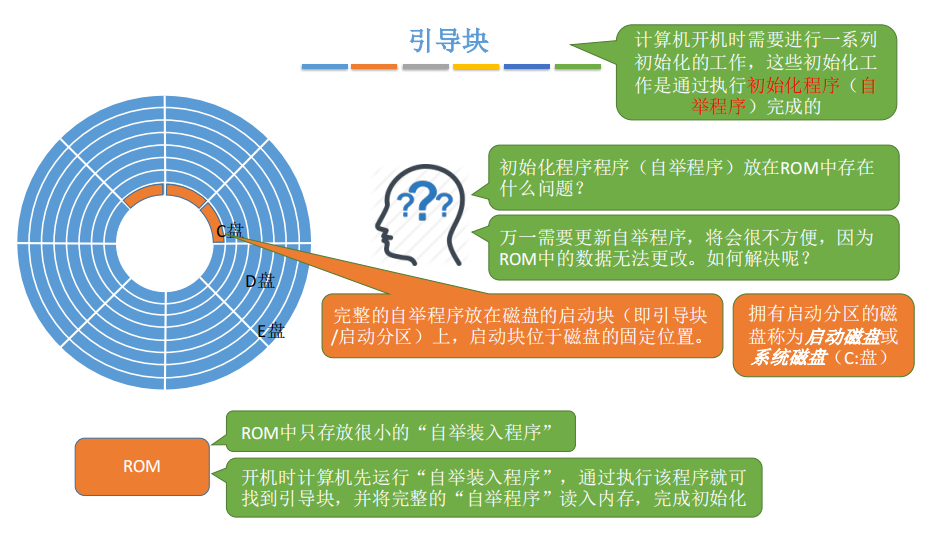 引导块
计算机开机时需要进行一系列
初始化的工作，这些初始化工
作是通过执行初始化程序（自
举程序）完成的
初始化程序程序（自举程序）放在ROM中存在
什么问题？
???
万一需要更新自举程序，将会很不方便，因为
ROM中的数据无法更改。如何解决呢？
C盘
D盘
E盘
完整的自举程序放在磁盘的启动块（即引导块
/启动分区）上，启动块位于磁盘的固定位置。
拥有启动分区的磁
盘称为启动磁盘或
系统磁盘（C:盘）
ROM中只存放很小的“自举装入程序”
ROM
开机时计算机先运行“自举装入程序”，通过执行该程序就可
找到引导块，并将完整的“自举程序”读入内存，完成初始化